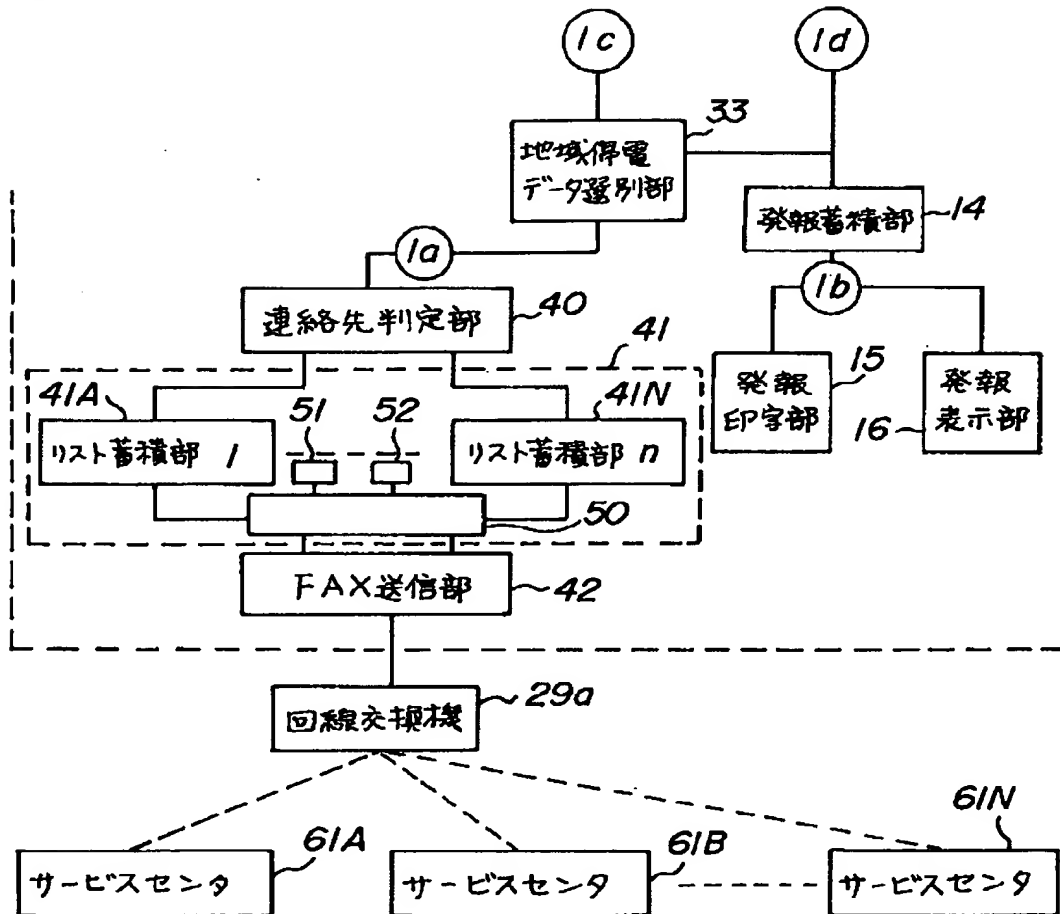 1c
1d
33
地域停電
データ選別部
発報蓄積部
14
1a
1b
連絡先判定部
40
41
発報
印字部
15
発報
表示部
16
41A
51
52
41N
リスト蓄積部 1
リスト蓄積部 n
50
FAX送信部
42
回線交換機
29a
61A
61B
61N
サービスセンタ
サービスセンタ
サービスセンタ